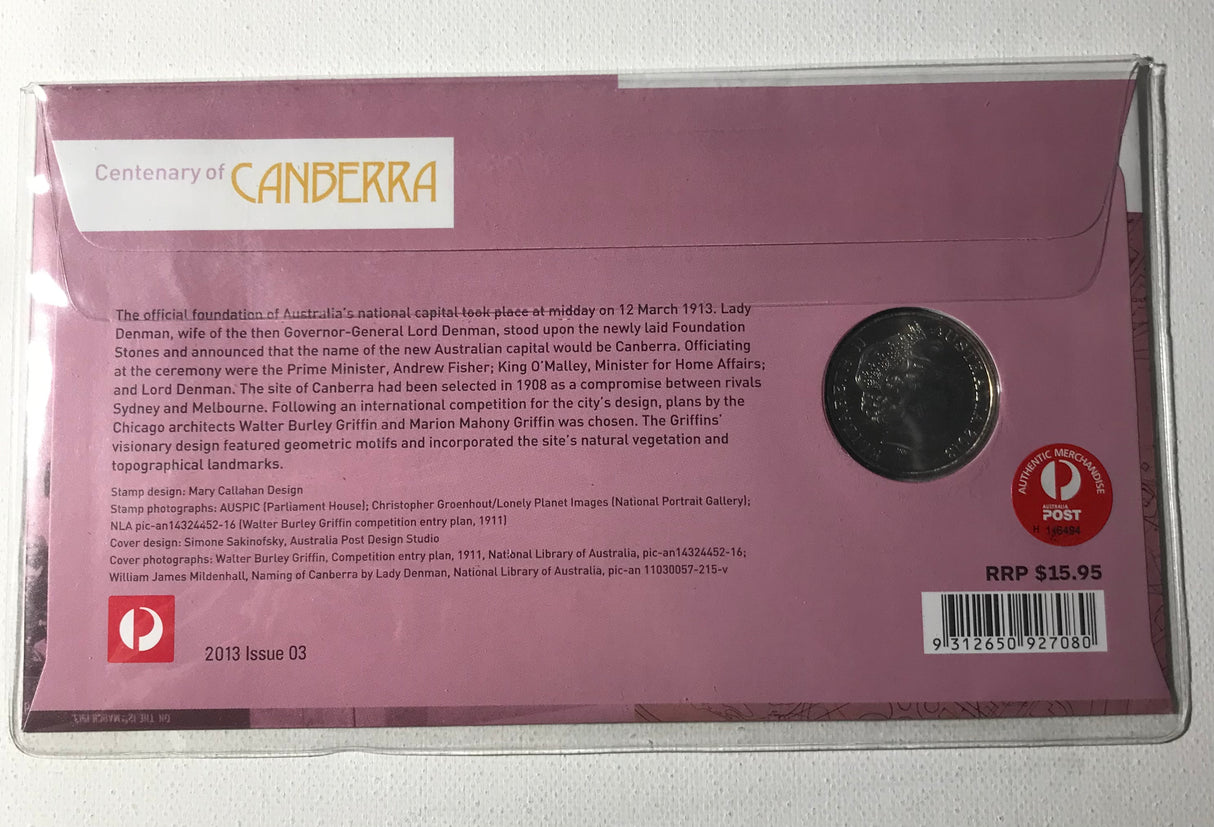 Centenary of CANBERRA
The official foundation of Australia's national capital took place at midday on 12 March 1913. Lady
Denman, wife of the then Governor-General Lord Denman, stood upon the newly laid Foundation
Stones and announced that the name of the new Australian capital would be Canberra. Officiating
at the ceremony were the Prime Minister, Andrew Fisher; King O'Malley, Minister for Home Affairs;
and Lord Denman. The site of Canberra had been selected in 1908 as a compromise between rivals
Sydney and Melbourne. Following an international competition for the city's design, plans by the
Chicago architects Walter Burley Griffin and Marion Mahony Griffin was chosen. The Griffins'
visionary design featured geometric motifs and incorporated the site's natural vegetation and
topographical landmarks.
Stamp design: Mary Callahan Design
Stamp photographs: AUSPIC (Parliament House); Christopher Groenhout/Lonely Planet Images (National Portrait Gallery);
NLA pic-an14324452-16 (Walter Burley Griffin competition entry plan, 1911)
Cover design: Simone Sakinofsky, Australia Post Design Studio
Cover photographs: Walter Burley Griffin, Competition entry plan, 1911, National Library of Australia, pic-an14324452-16;
William James Mildenhall, Naming of Canberra by Lady Denman, National Library of Australia, pic-an 11030057-215-v
2013 Issue 03
ELIZABETH II AUSTRALIA 2013
AUTHENTIC MERCHANDISE
AUSTRALIA
POST
RRP $15.95
9 312650 927080
ON THE 12TH MARCH 1913.